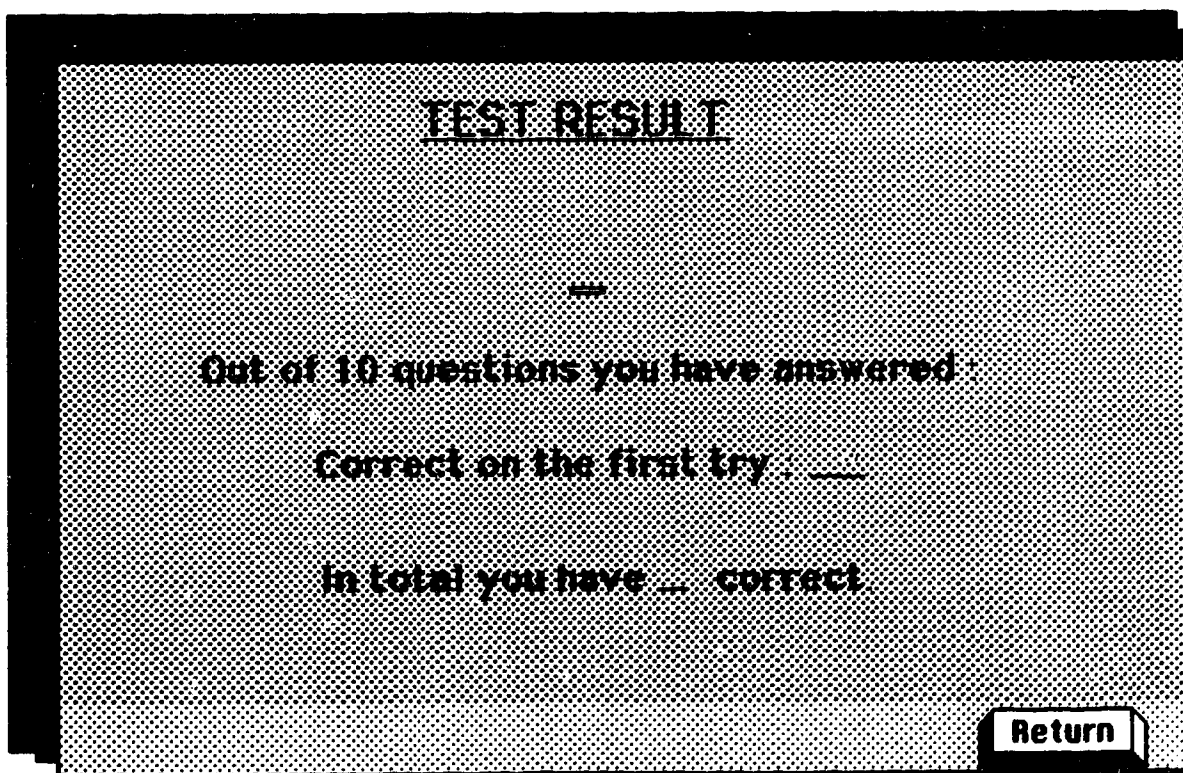 TEST RESULT
Out of 10 questions you have answered :
Correct on the first try : __
In total you have __ correct.
Return